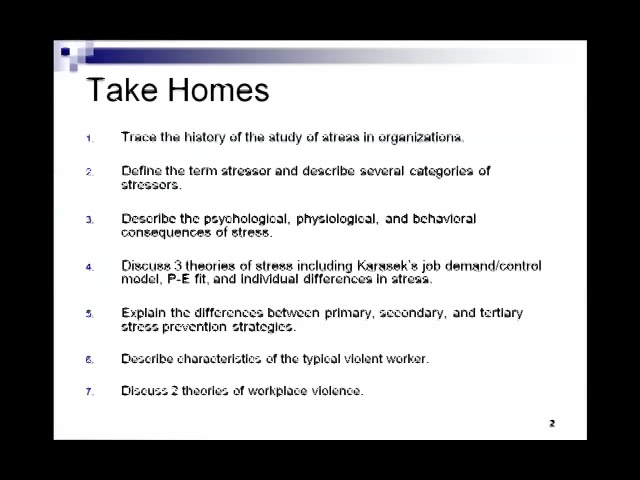 Take Homes
1. Trace the history of the study of stress in organizations.
2. Define the term stressor and describe several categories of
stressors.
3. Describe the psychological, physiological, and behavioral
consequences of stress.
4. Discuss 3 theories of stress including Karasek's job demand/control
model, P-E fit, and individual differences in stress.
5. Explain the differences between primary, secondary, and tertiary
stress prevention strategies.
6. Describe characteristics of the typical violent worker.
7. Discuss 2 theories of workplace violence.
2